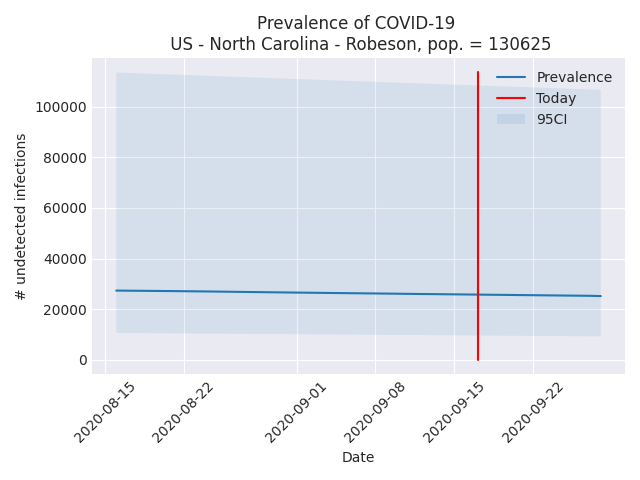 Prevalence of COVID-19
US - North Carolina - Robeson, pop. = 130625
Prevalence
Today
95CI
# undetected infections
100000
80000
60000
40000
20000
0
2020-08-15
2020-08-22
2020-09-01
2020-09-08
2020-09-15
2020-09-22
Date